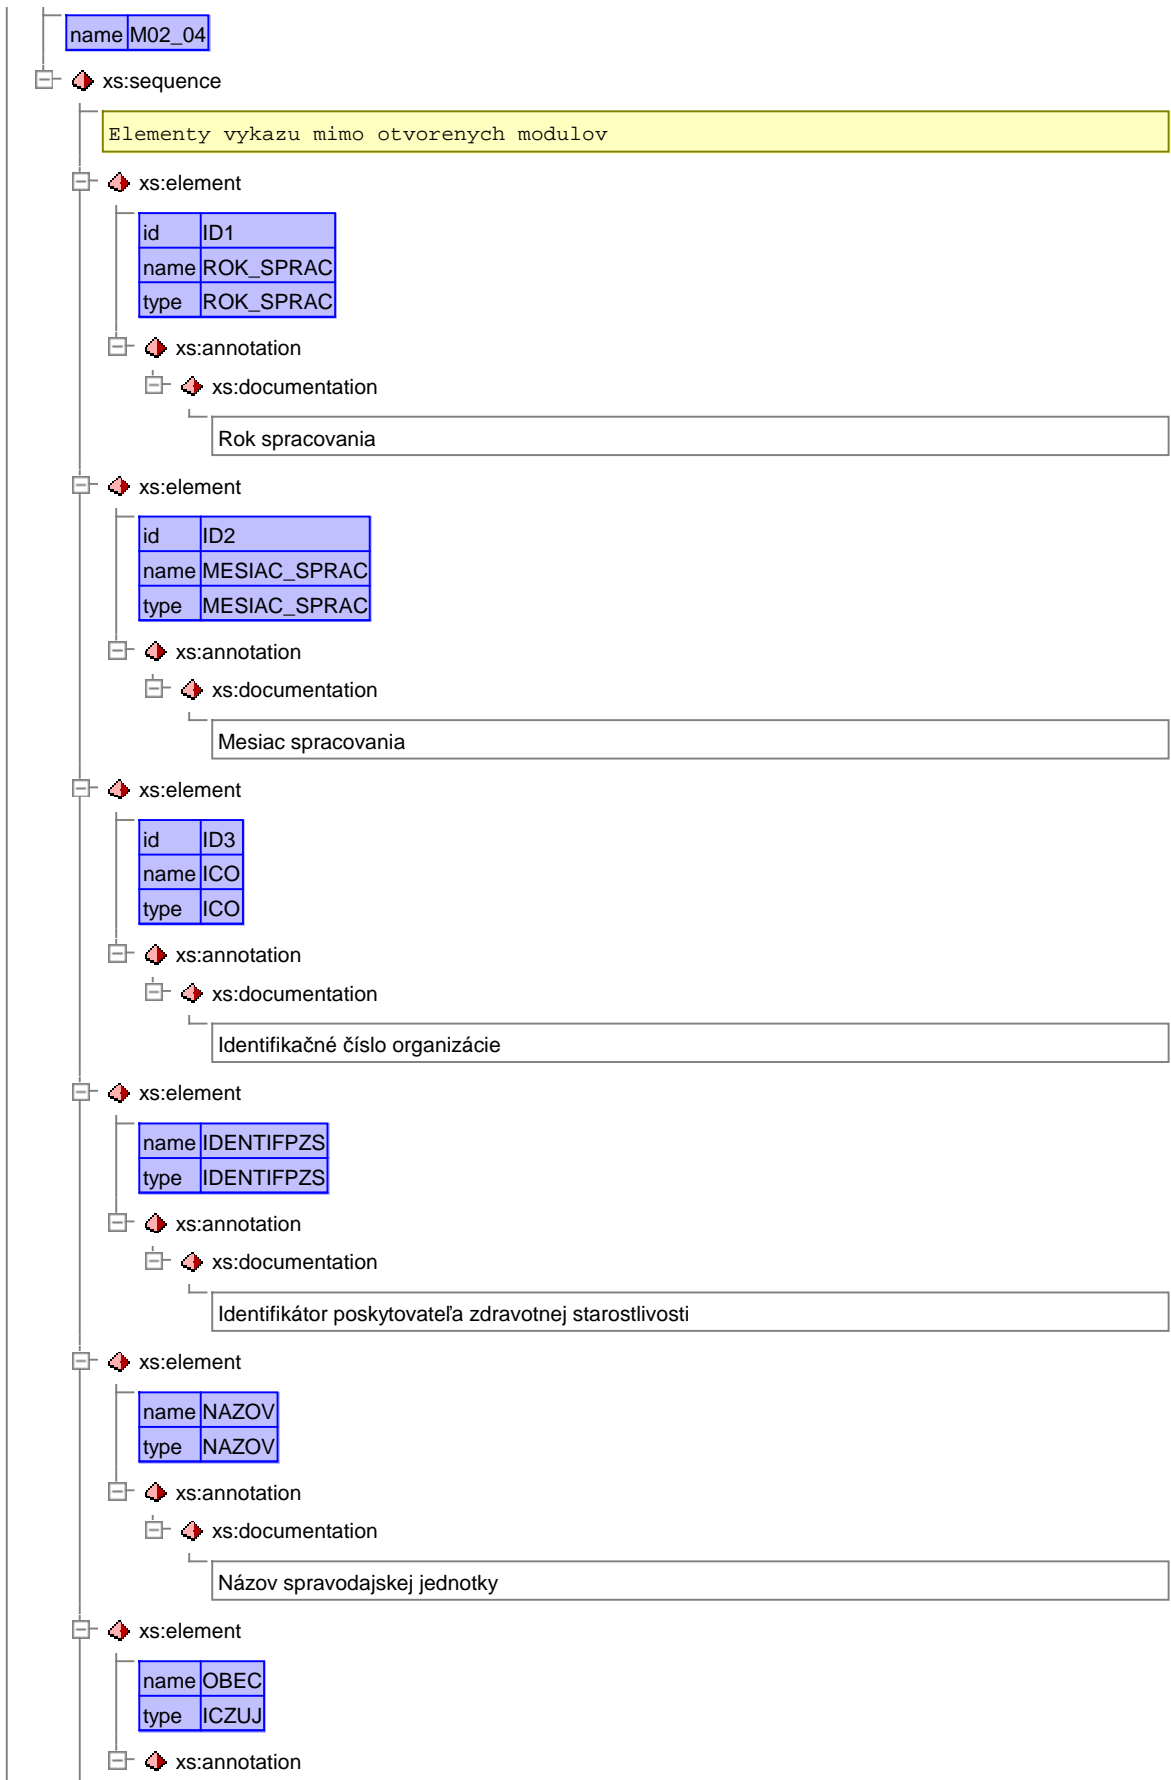 name M02_04
xs:sequence
Elementy vykazu mimo otvorenych modulov
xs:element
id ID1
name ROK_SPRAC
type ROK_SPRAC
xs:annotation
xs:documentation
Rok spracovania
xs:element
id ID2
name MESIAC_SPRAC
type MESIAC_SPRAC
xs:annotation
xs:documentation
Mesiac spracovania
xs:element
id ID3
name ICO
type ICO
xs:annotation
xs:documentation
Identifikačné číslo organizácie
xs:element
name IDENTIFPZS
type IDENTIFPZS
xs:annotation
xs:documentation
Identifikátor poskytovateľa zdravotnej starostlivosti
xs:element
name NAZOV
type NAZOV
xs:annotation
xs:documentation
Názov spravodajskej jednotky
xs:element
name OBEC
type ICZUJ
xs:annotation